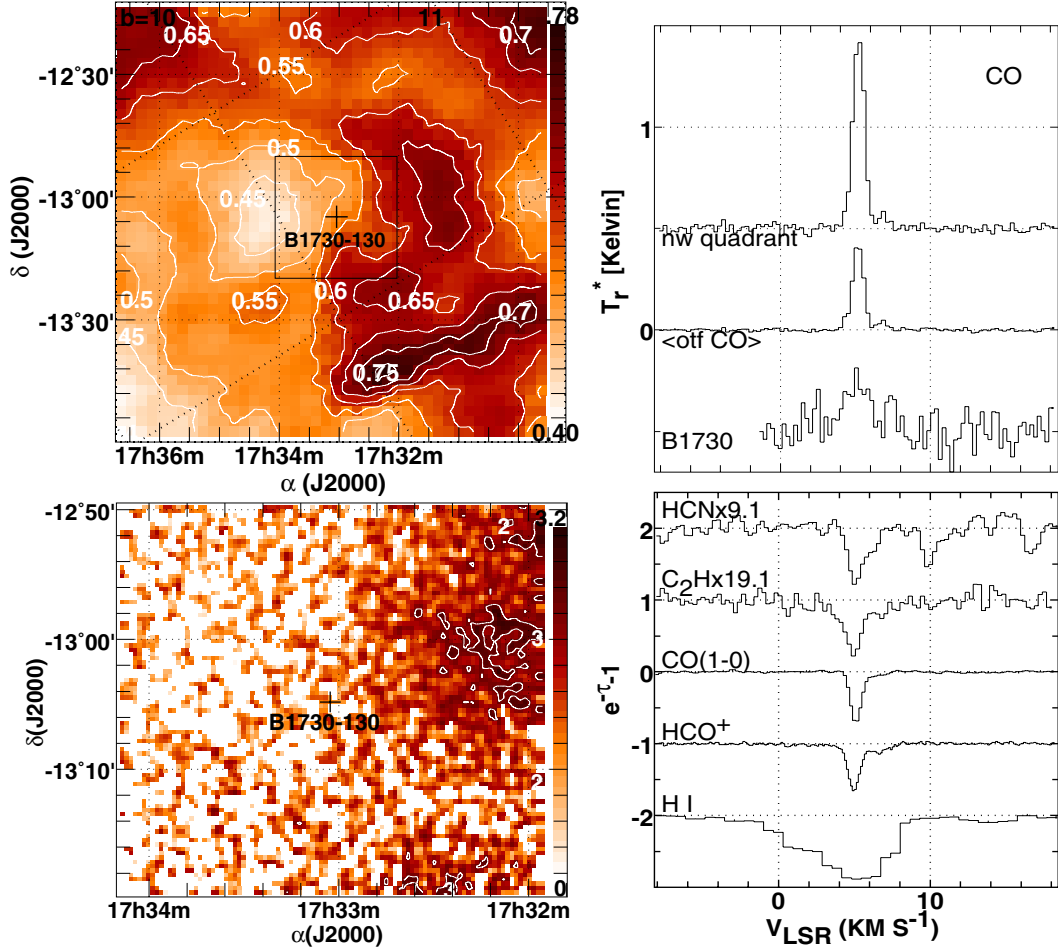 b=10
11
.78
0.65
0.6
0.7
0.55
-12°30'
0.5
0.45
-13°00'
B1730-130
δ (J2000)
0.5
0.55
0.6
0.65
0.7
45
-13°30'
0.75
0.40
17h36m
17h34m
17h32m
α (J2000)
CO
1
nw quadrant
Tr* [Kelvin]
0
<otf CO>
B1730
-12°50'
2
3.2
-13°00'
3
δ(J2000)
B1730-130
-13°10'
2
0
17h34m
17h33m
17h32m
α(J2000)
HCNx9.1
2
C2Hx19.1
1
CO(1-0)
0
e-τ-1
HCO+
-1
H I
-2
0
10
VLSR (KM S-1)